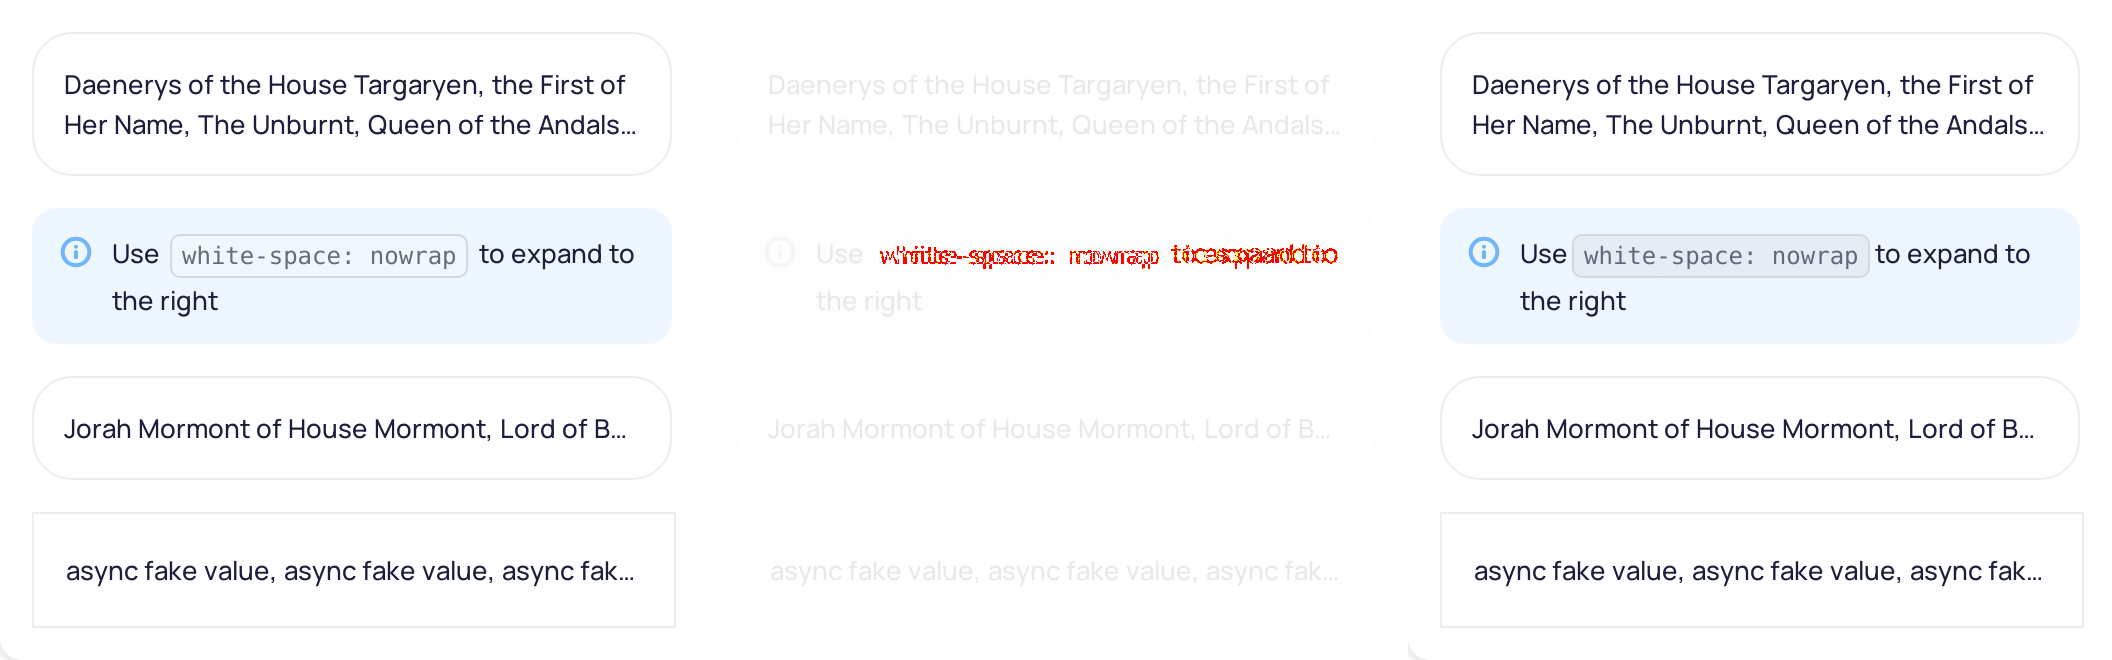 Daenerys of the House Targaryen, the First of
Her Name, The Unburnt, Queen of the Andals...
Use white-space: nowrap to expand to
the right
Jorah Mormont of House Mormont, Lord of B...
async fake value, async fake value, async fak...
Daenerys of the House Targaryen, the First of
Her Name, The Unburnt, Queen of the Andals...
Use white-space: nowrap to expand to
the right
Jorah Mormont of House Mormont, Lord of B...
async fake value, async fake value, async fak...
Daenerys of the House Targaryen, the First of
Her Name, The Unburnt, Queen of the Andals...
Use white-space: nowrap to expand to
the right
Jorah Mormont of House Mormont, Lord of B...
async fake value, async fake value, async fak...